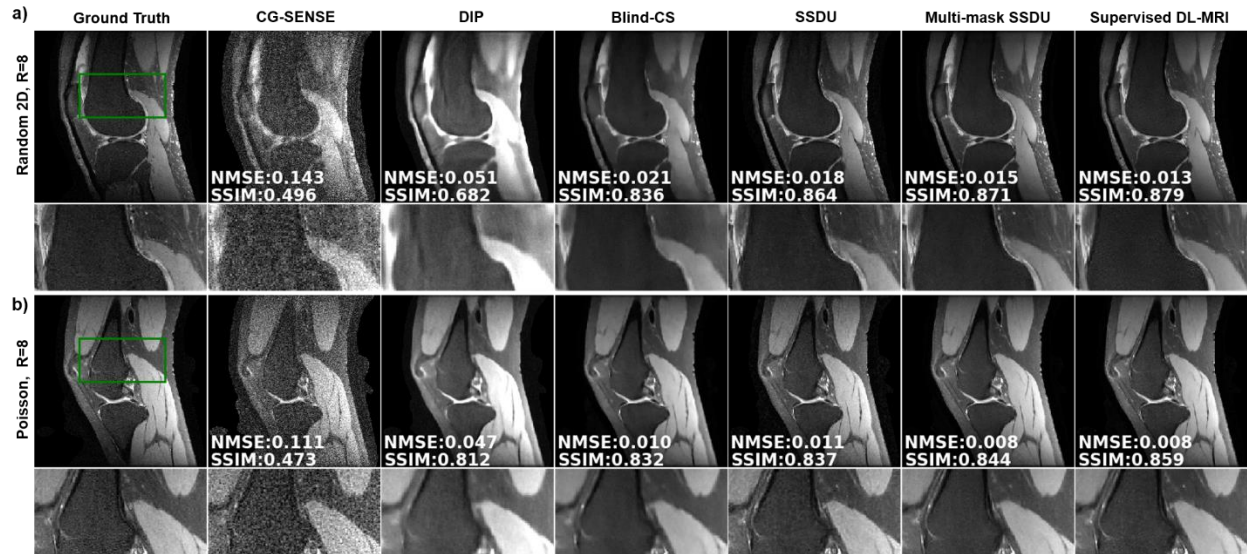 a)
Ground Truth
CG-SENSE
DIP
Blind-CS
SSDU
Multi-mask SSDU
Supervised DL-MRI
Random 2D, R=8
NMSE:0.143
SSIM:0.496
NMSE:0.051
SSIM:0.682
NMSE:0.021
SSIM:0.836
NMSE:0.018
SSIM:0.864
NMSE:0.015
SSIM:0.871
NMSE:0.013
SSIM:0.879
b)
Poisson, R=8
NMSE:0.111
SSIM:0.473
NMSE:0.047
SSIM:0.812
NMSE:0.010
SSIM:0.832
NMSE:0.011
SSIM:0.837
NMSE:0.008
SSIM:0.844
NMSE:0.008
SSIM:0.859